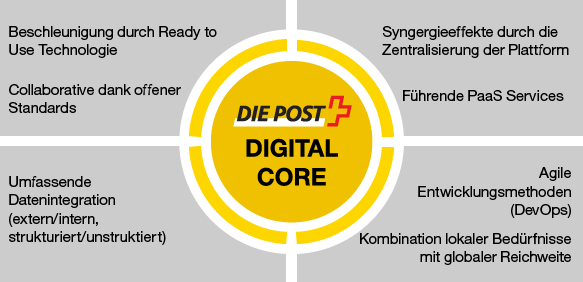 Beschleunigung durch Ready to
Use Technologie
Collaborative dank offener
Standards
Syngergieeffekte durch die
Zentralisierung der Plattform
Führende PaaS Services
DIE POST
DIGITAL
CORE
Umfassende
Datenintegration
(extern/intern,
strukturiert/unstruktiert)
Agile
Entwicklungsmethoden
(DevOps)
Kombination lokaler Bedürfnisse
mit globaler Reichweite